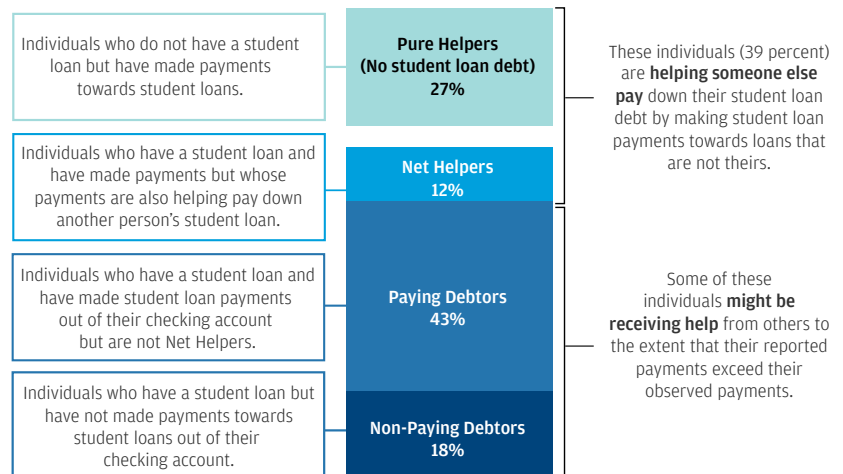 Individuals who do not have a student
loan but have made payments
towards student loans.
Pure Helpers
(No student loan debt)
27%
These individuals (39 percent)
are helping someone else
pay down their student loan
debt by making student loan
payments towards loans that
are not theirs.
Individuals who have a student loan and
have made payments but whose
payments are also helping pay down
another person's student loan.
Net Helpers
12%
Individuals who have a student loan and
have made student loan payments
out of their checking account
but are not Net Helpers.
Paying Debtors
43%
Some of these
individuals might be
receiving help from others to
the extent that their reported
payments exceed their
observed payments.
Individuals who have a student loan but
have not made payments towards
student loans out of their
checking account.
Non-Paying Debtors
18%